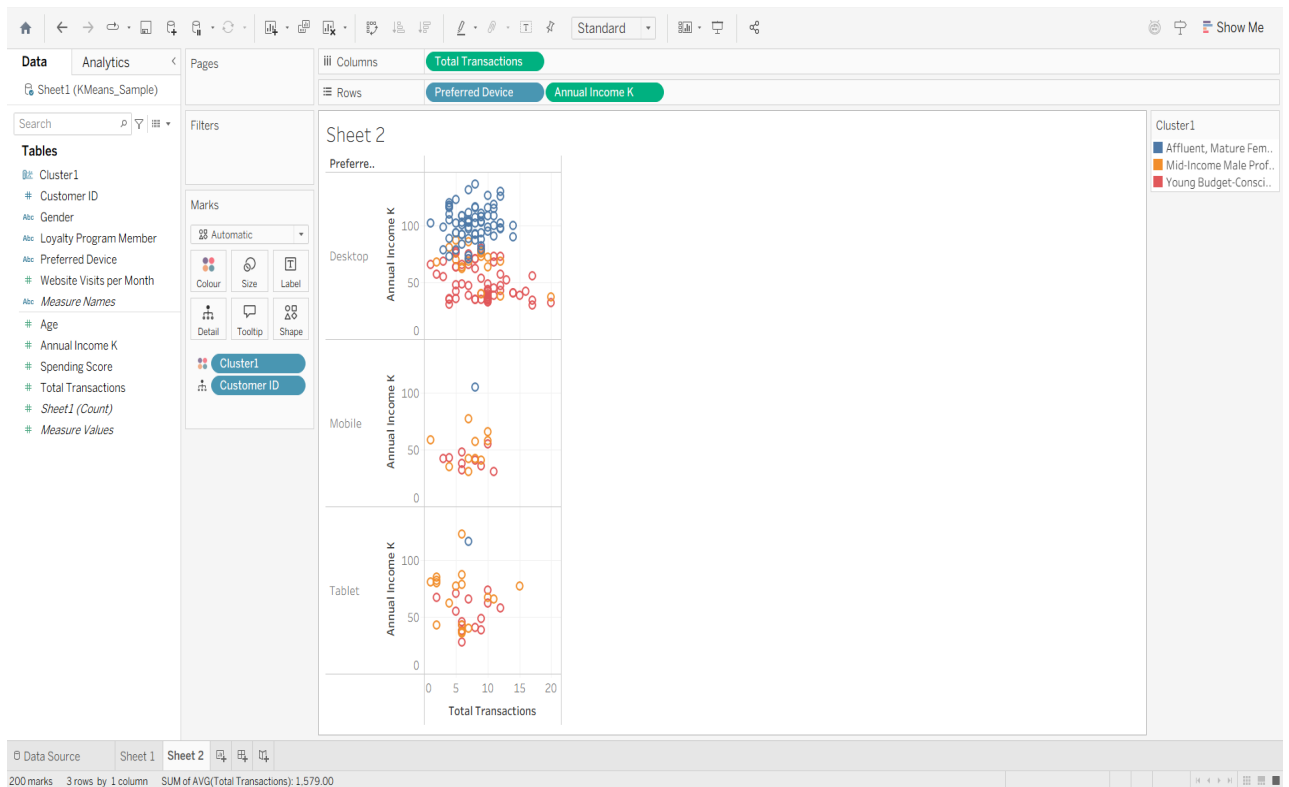 Standard
Show Me
Data
Analytics
Sheet1 (KMeans_Sample)
Search
Tables
Cluster1
# Customer ID
Abc Gender
Abc Loyalty Program Member
Abc Preferred Device
# Website Visits per Month
Abc Measure Names
# Age
# Annual Income K
# Spending Score
# Total Transactions
# Sheet1 (Count)
# Measure Values
Pages
Filters
Marks
Automatic
Colour Size Label
Detail Tooltip Shape
Cluster1
Customer ID
Columns Total Transactions
Rows Preferred Device Annual Income K
Sheet 2
Preferre..
Desktop
Annual Income K
100
50
0
Mobile
Annual Income K
100
50
0
Tablet
Annual Income K
100
50
0
0 5 10 15 20
Total Transactions
Cluster1
Affluent, Mature Fem..
Mid-Income Male Prof..
Young Budget-Consci..
Data Source Sheet 1 Sheet 2
200 marks 3 rows by 1 column SUM of AVG(Total Transactions): 1,579.00